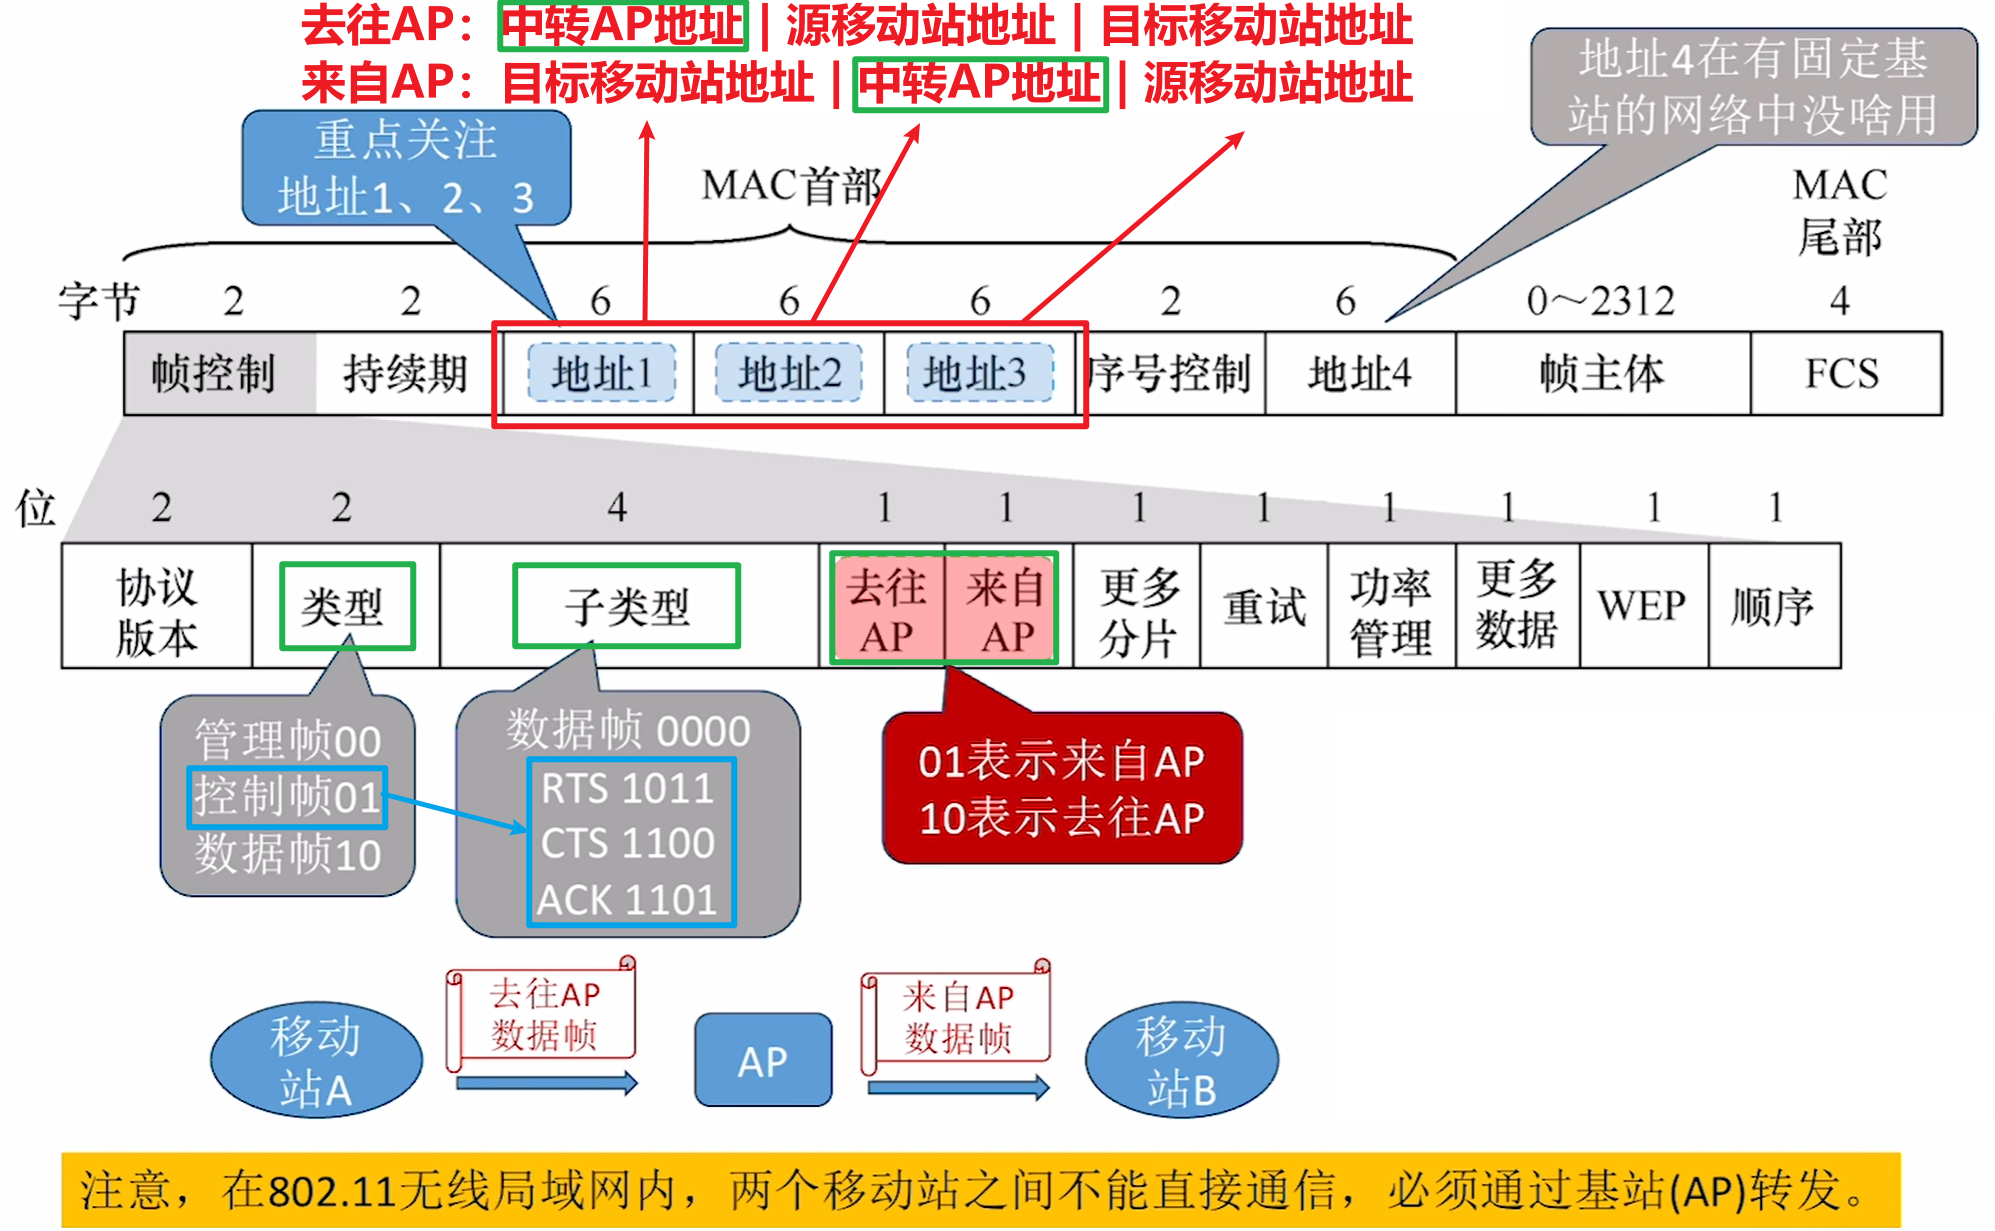 去往AP：中转AP地址 | 源移动站地址 | 目标移动站地址
来自AP：目标移动站地址 | 中转AP地址 | 源移动站地址
地址4在有固定基
站的网络中没啥用
重点关注
地址1、2、3
MAC首部
MAC
尾部
字节 2 2 6 6 6 2 6 0～2312 4
帧控制 持续期 地址1 地址2 地址3 序号控制 地址4 帧主体 FCS
位 2 2 4 1 1 1 1 1 1 1 1
协议
版本
类型
子类型
去往
AP
来自
AP
更多
分片
重试
功率
管理
更多
数据
WEP
顺序
管理帧00
控制帧01
数据帧10
数据帧 0000
RTS 1011
CTS 1100
ACK 1101
01表示来自AP
10表示去往AP
移动
站A
去往AP
数据帧
AP
来自AP
数据帧
移动
站B
注意，在802.11无线局域网内，两个移动站之间不能直接通信，必须通过基站(AP)转发。